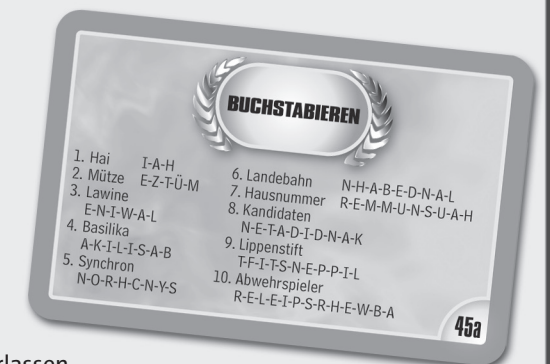 BUCHSTABIEREN
1. Hai I-A-H
2. Mütze E-Z-T-Ü-M
3. Lawine
E-N-I-W-A-L
4. Basilika
A-K-I-L-I-S-A-B
5. Synchron
N-O-R-H-C-N-Y-S
6. Landebahn N-H-A-B-E-D-N-A-L
7. Hausnummer R-E-M-M-U-N-S-U-A-H
8. Kandidaten
N-E-T-A-D-I-D-N-A-K
9. Lippenstift
T-F-I-T-S-N-E-P-P-I-L
10. Abwehrspieler
R-E-L-E-I-P-S-R-H-E-W-B-A
45a
rlassen